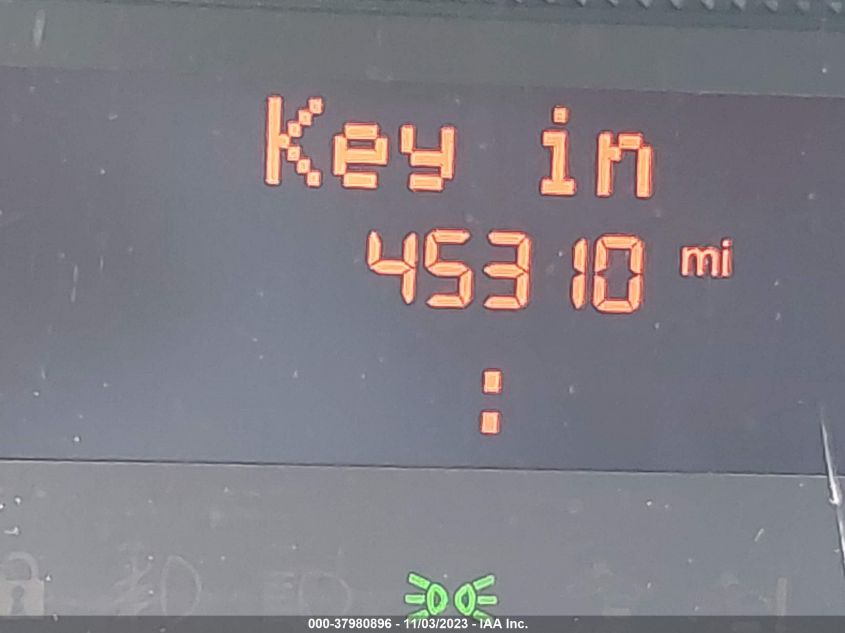 Key in
45310 mi
:
000-37980896 - 11/03/2023 - IAA Inc.